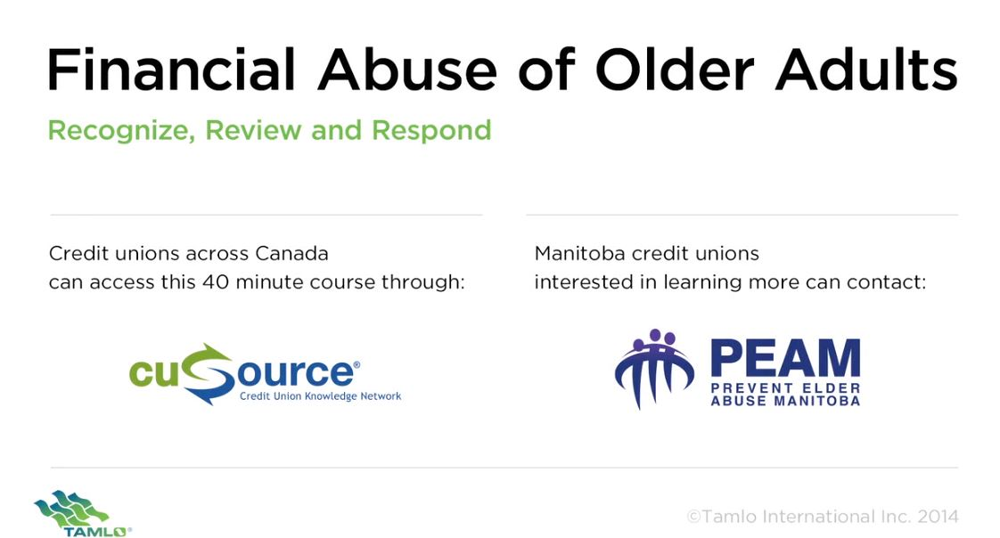 Financial Abuse of Older Adults
Recognize, Review and Respond
Credit unions across Canada
can access this 40 minute course through:
cusource®
Credit Union Knowledge Network
Manitoba credit unions
interested in learning more can contact:
PEAM
PREVENT ELDER
ABUSE MANITOBA
TAMLO®
©Tamlo International Inc. 2014